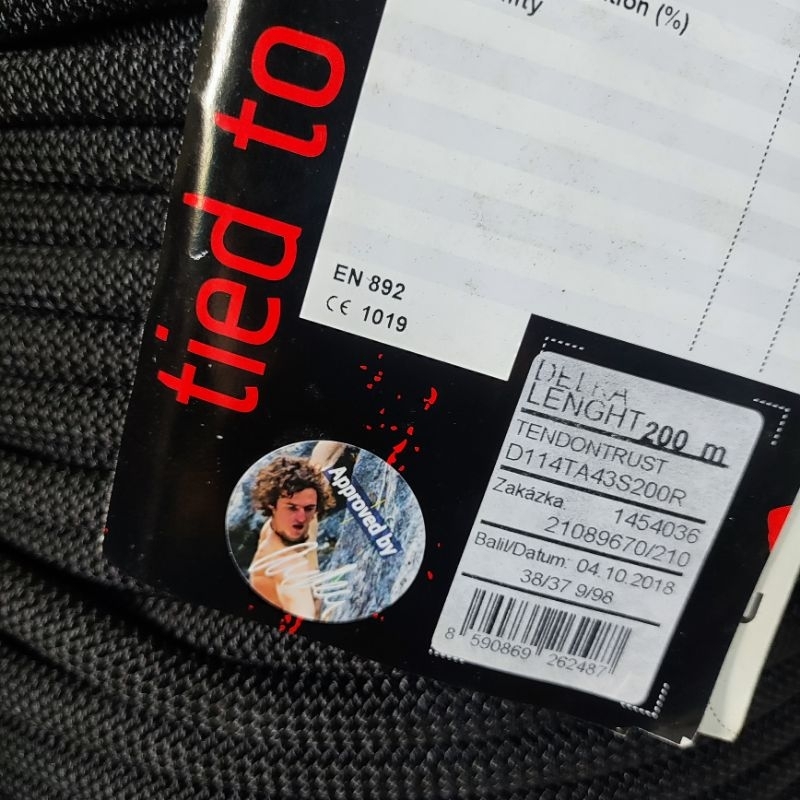 (%)
tied to
EN 892
CE 1019
Approved by
DELKA
LENGHT 200 m
TENDONTRUST
D114TA43S200R
Zakázka: 1454036
21089670/210
Balil/Datum: 04.10.2018
38/37 9/98
8 590869 262487